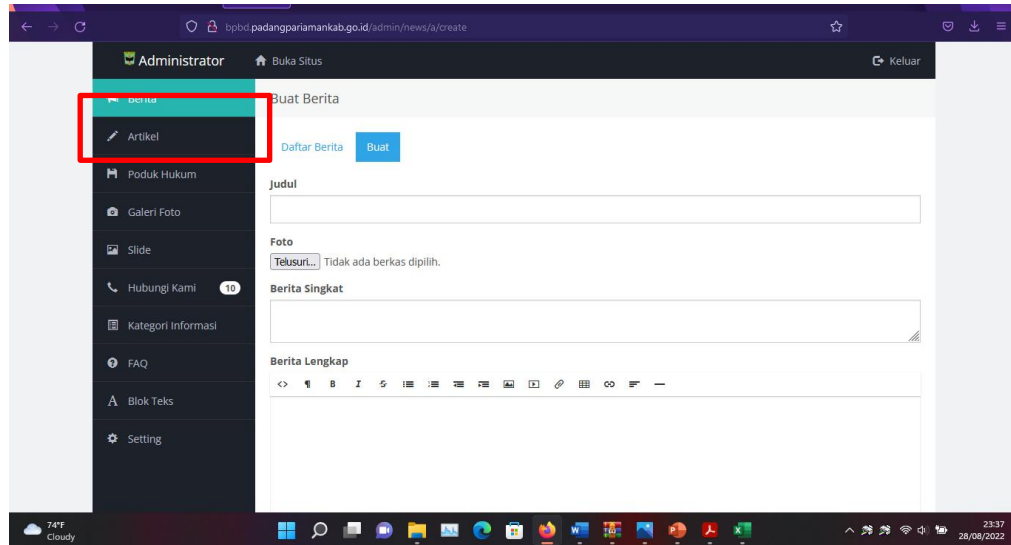 bpbd.padangpariamankab.go.id/admin/news/a/create
Administrator
Buka Situs
Keluar
Berita
Buat Berita
Artikel
Daftar Berita
Buat
Poduk Hukum
Judul
Galeri Foto
Foto
Slide
Telusuri... Tidak ada berkas dipilih.
Hubungi Kami 10
Berita Singkat
Kategori Informasi
FAQ
Berita Lengkap
Blok Teks
Setting
74°F
Cloudy
23:37
28/08/2022